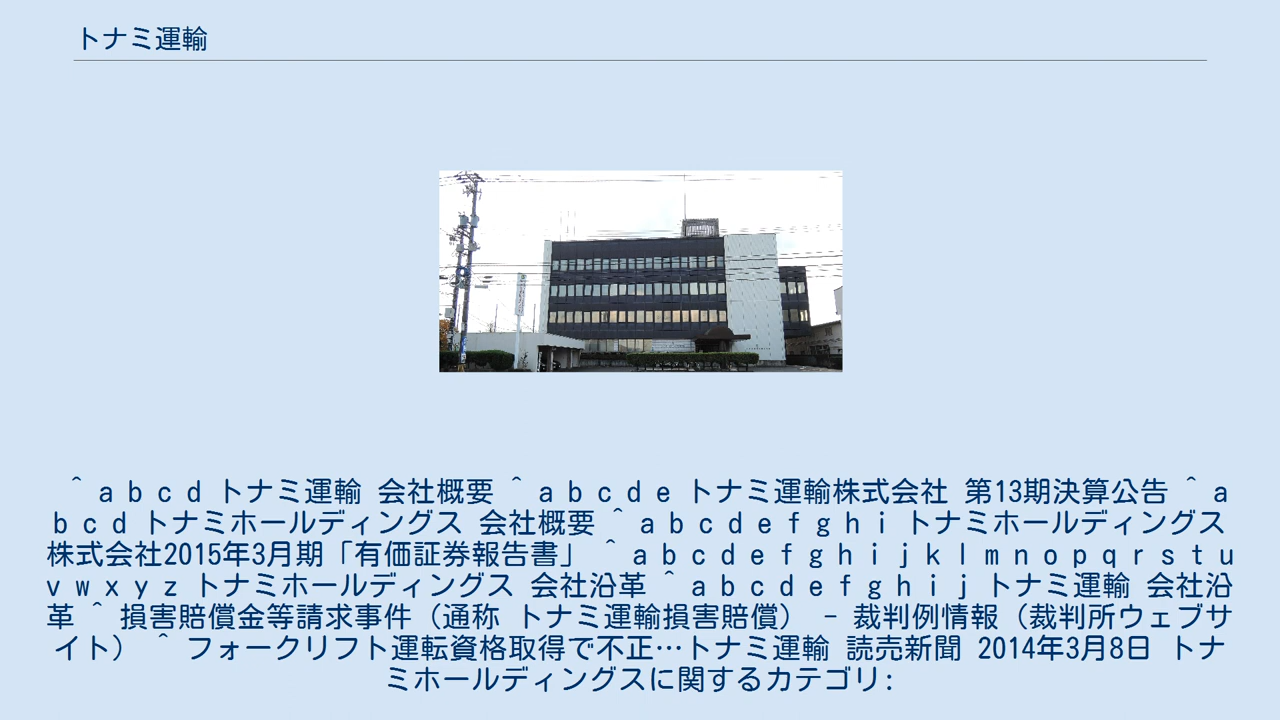 トナミ運輸
^ a b c d トナミ運輸 会社概要 ^ a b c d e トナミ運輸株式会社 第13期決算公告 ^ a
b c d トナミホールディングス 会社概要 ^ a b c d e f g h i トナミホールディングス
株式会社2015年3月期「有価証券報告書」 ^ a b c d e f g h i j k l m n o p q r s t u
v w x y z トナミホールディングス 会社沿革 ^ a b c d e f g h i j トナミ運輸 会社沿
革 ^ 損害賠償金等請求事件（通称 トナミ運輸損害賠償） - 裁判例情報（裁判所ウェブサ
イト） ^ フォークリフト運転資格取得で不正…トナミ運輸 読売新聞 2014年3月8日 トナ
ミホールディングスに関するカテゴリ: